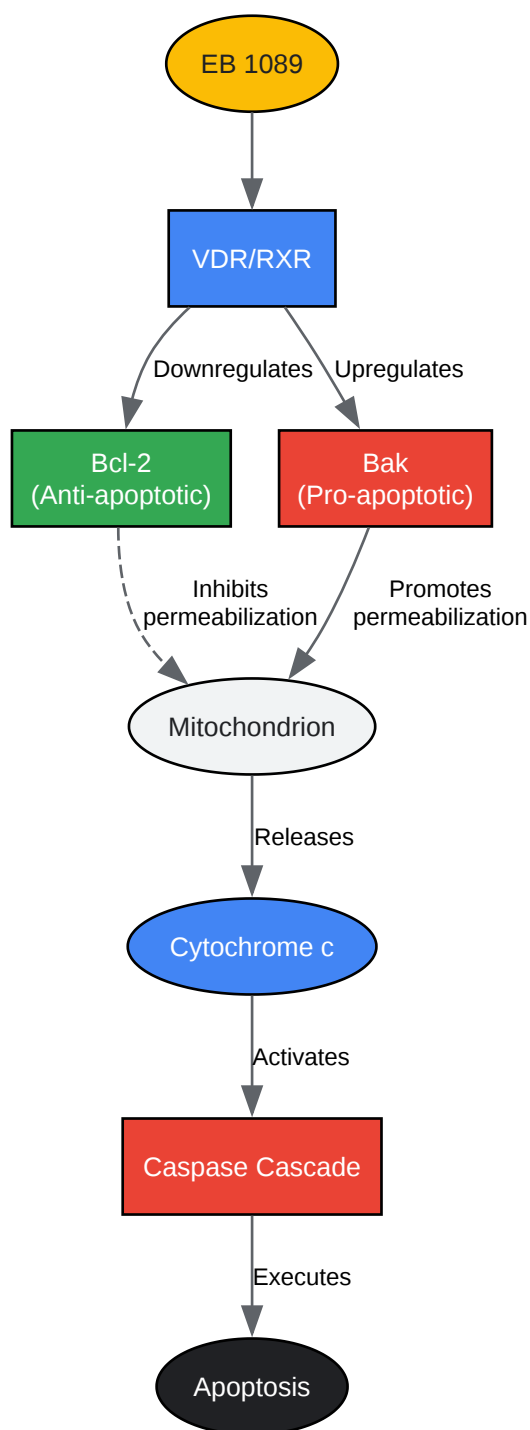 EB 1089
VDR/RXR
Downregulates
Upregulates
Bcl-2
(Anti-apoptotic)
Bak
(Pro-apoptotic)
Inhibits
permeabilization
Promotes
permeabilization
Mitochondrion
Releases
Cytochrome c
Activates
Caspase Cascade
Executes
Apoptosis